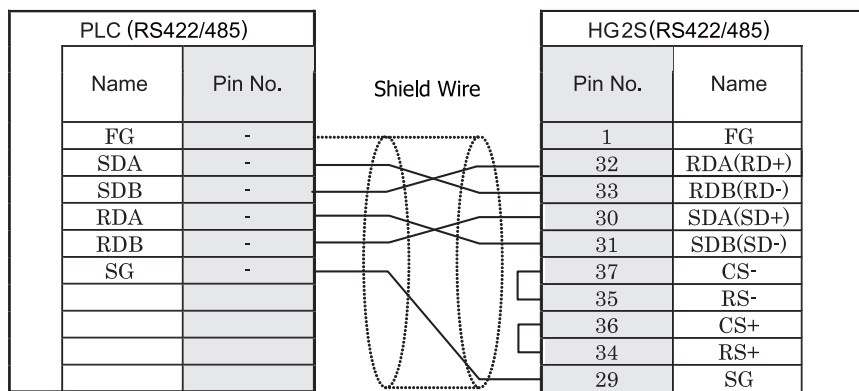 PLC (RS422/485) HG2S(RS422/485)
Name Pin No. Shield Wire Pin No. Name
FG - 1 FG
SDA - 32 RDA(RD+)
SDB - 33 RDB(RD-)
RDA - 30 SDA(SD+)
RDB - 31 SDB(SD-)
SG - 37 CS-
35 RS-
36 CS+
34 RS+
29 SG